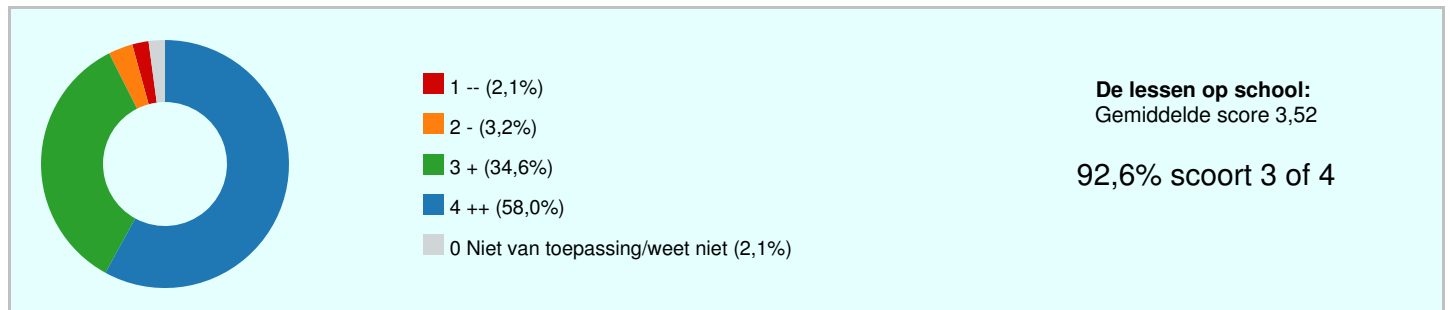 1 -- (2,1%)
2 - (3,2%)
3 + (34,6%)
4 ++ (58,0%)
0 Niet van toepassing/weet niet (2,1%)
De lessen op school:
Gemiddelde score 3,52
92,6% scoort 3 of 4